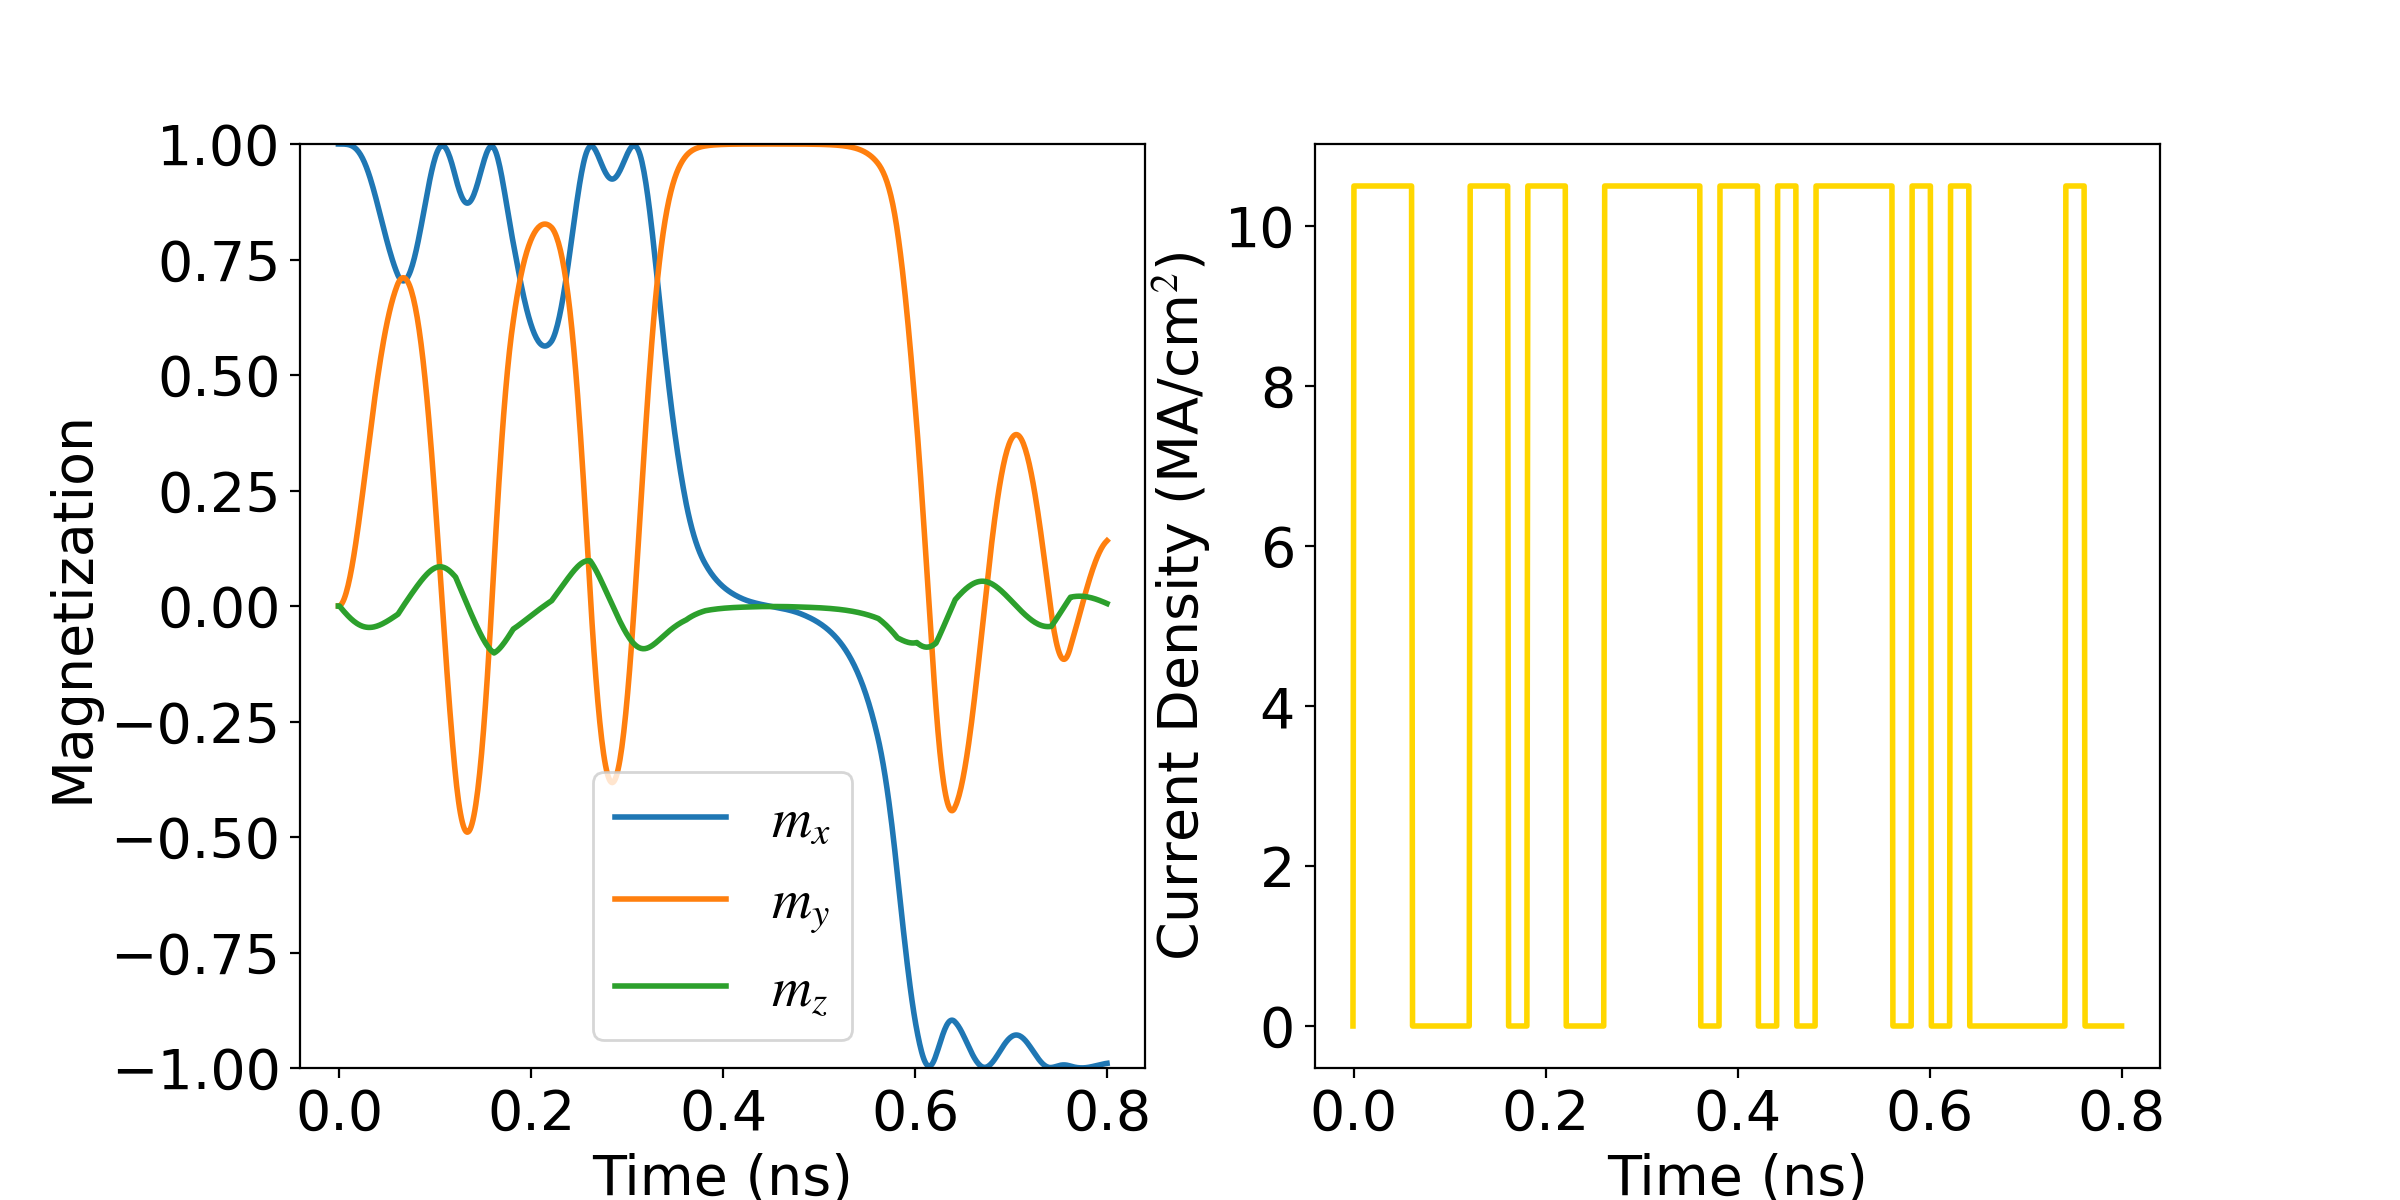 1.00
0.75
0.50
0.25
0.00
−0.25
−0.50
−0.75
−1.00
Magnetization
0.0 0.2 0.4 0.6 0.8
Time (ns)
m_x
m_y
m_z
10
8
6
4
2
0
Current Density (MA/cm²)
0.0 0.2 0.4 0.6 0.8
Time (ns)